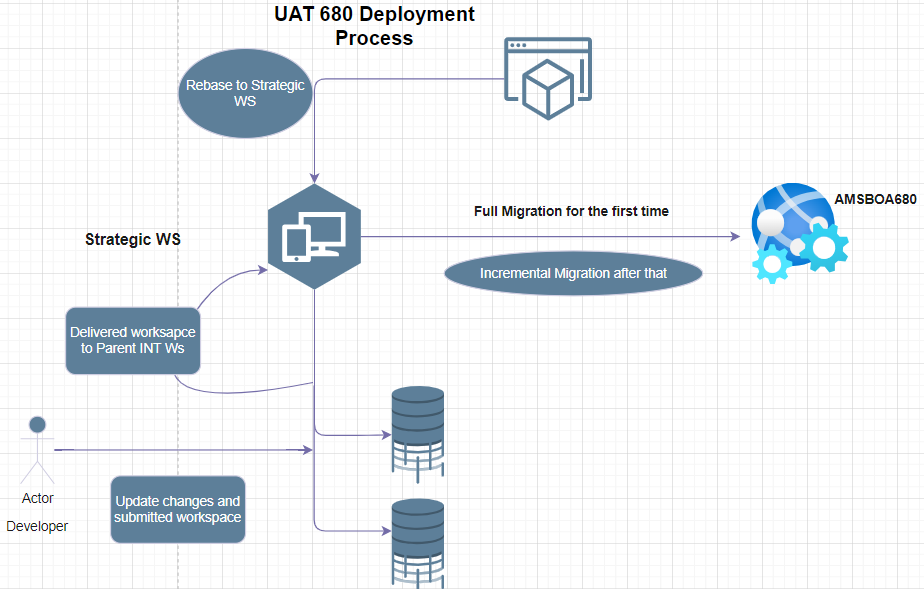 UAT 680 Deployment
Process
Rebase to Strategic
WS
AMSBOA680
Full Migration for the first time
Strategic WS
Incremental Migration after that
Delivered worksapce
to Parent INT Ws
Actor
Developer
Update changes and
submitted workspace